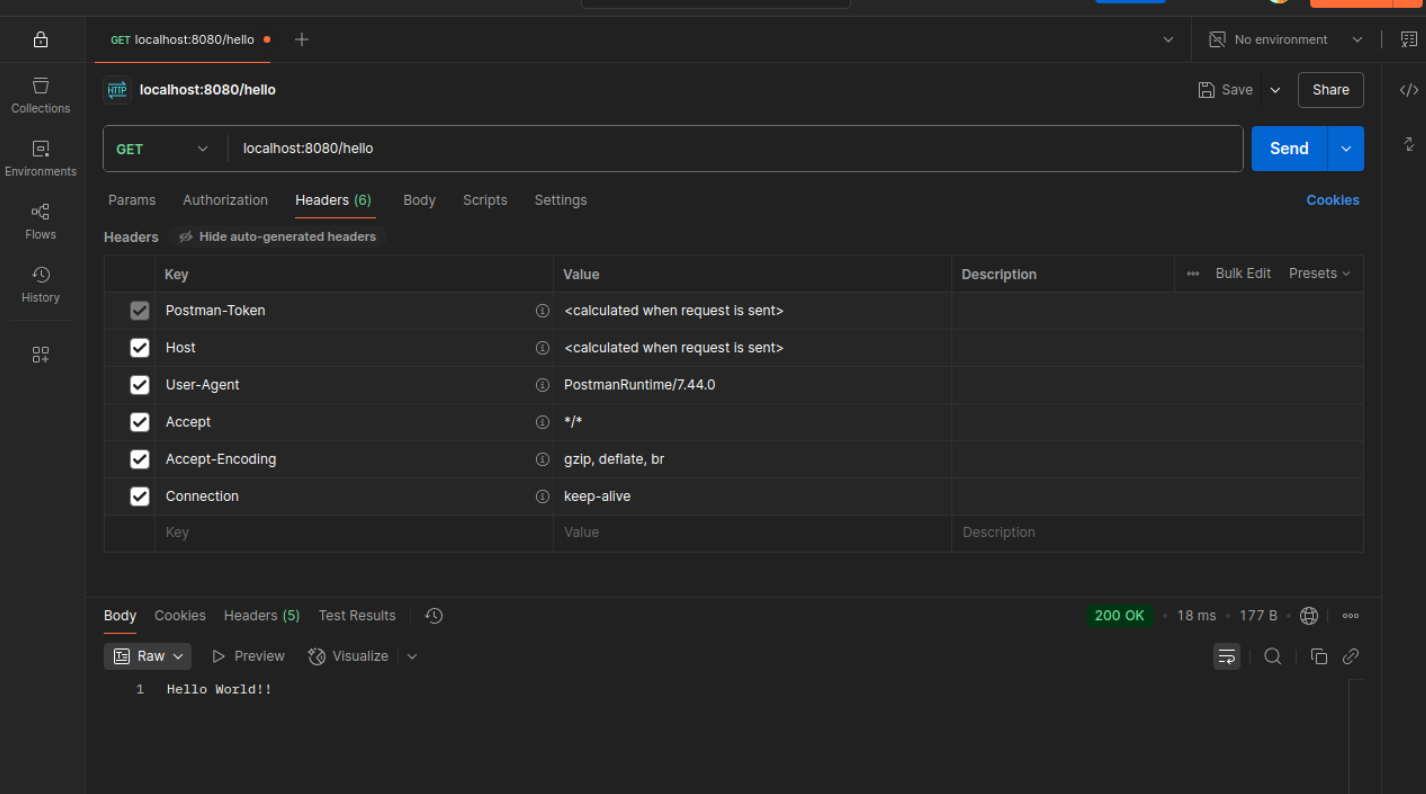 GET localhost:8080/hello
No environment
HTTP localhost:8080/hello
Save
Share
Collections
GET localhost:8080/hello
Send
Environments
Params Authorization Headers (6) Body Scripts Settings
Cookies
Flows
Headers Hide auto-generated headers
Key Value Description ••• Bulk Edit Presets
History
Postman-Token <calculated when request is sent>
Host <calculated when request is sent>
User-Agent PostmanRuntime/7.44.0
Accept */*
Accept-Encoding gzip, deflate, br
Connection keep-alive
Key Value Description
Body Cookies Headers (5) Test Results
200 OK • 18 ms • 177 B •
Raw Preview Visualize
1 Hello World!!